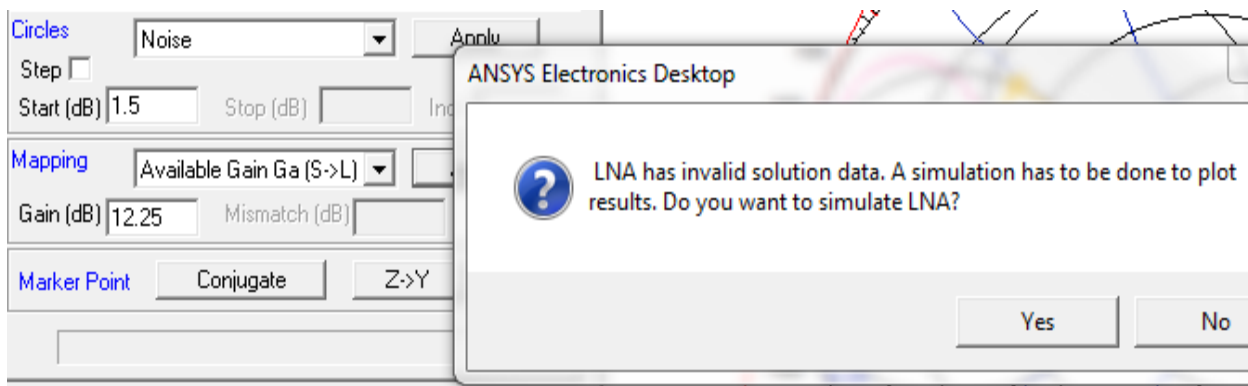 Circles
Noise
Apply
Step
Start (dB) 1.5 Stop (dB)
Mapping
Available Gain Ga (S->L)
Gain (dB) 12.25 Mismatch (dB)
Marker Point Conjugate Z->Y
ANSYS Electronics Desktop
LNA has invalid solution data. A simulation has to be done to plot
results. Do you want to simulate LNA?
Yes No